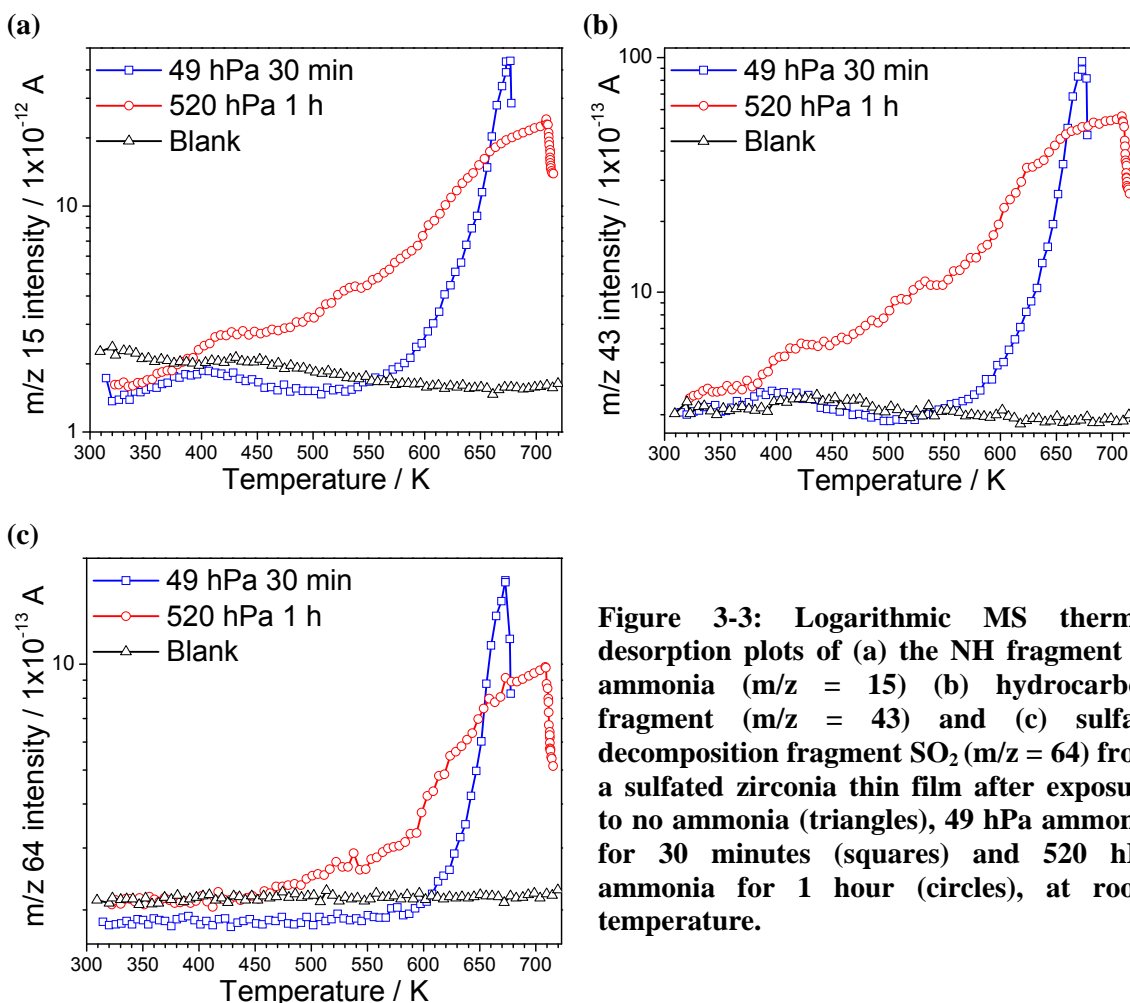 (a)
49 hPa 30 min
520 hPa 1 h
Blank
10
1
300 350 400 450 500 550 600 650 700
Temperature / K
m/z 15 intensity / 1x10⁻¹² A
(b)
100
49 hPa 30 min
520 hPa 1 h
Blank
10
300 350 400 450 500 550 600 650 700
Temperature / K
m/z 43 intensity / 1x10⁻¹³ A
(c)
49 hPa 30 min
520 hPa 1 h
Blank
10
300 350 400 450 500 550 600 650 700
Temperature / K
m/z 64 intensity / 1x10⁻¹³ A
Figure 3-3: Logarithmic MS therm
desorption plots of (a) the NH fragment
ammonia (m/z = 15) (b) hydrocarbo
fragment (m/z = 43) and (c) sulfa
decomposition fragment SO₂ (m/z = 64) fro
a sulfated zirconia thin film after exposu
to no ammonia (triangles), 49 hPa ammon
for 30 minutes (squares) and 520 hP
ammonia for 1 hour (circles), at roo
temperature.